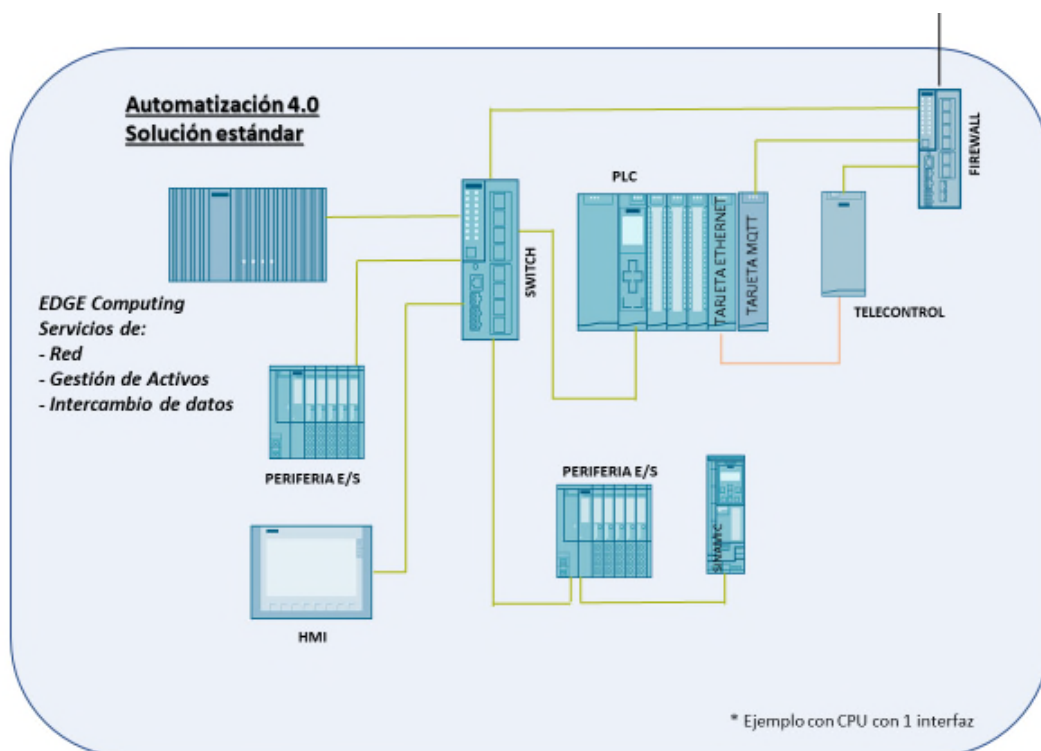 Automatización 4.0
Solución estándar
FIREWALL
PLC
TARJETA ETHERNET
TARJETA MQTT
SWITCH
TELECONTROL
EDGE Computing
Servicios de:
- Red
- Gestión de Activos
- Intercambio de datos
PERIFERIA E/S
PERIFERIA E/S
SINAMIC
HMI
* Ejemplo con CPU con 1 interfaz